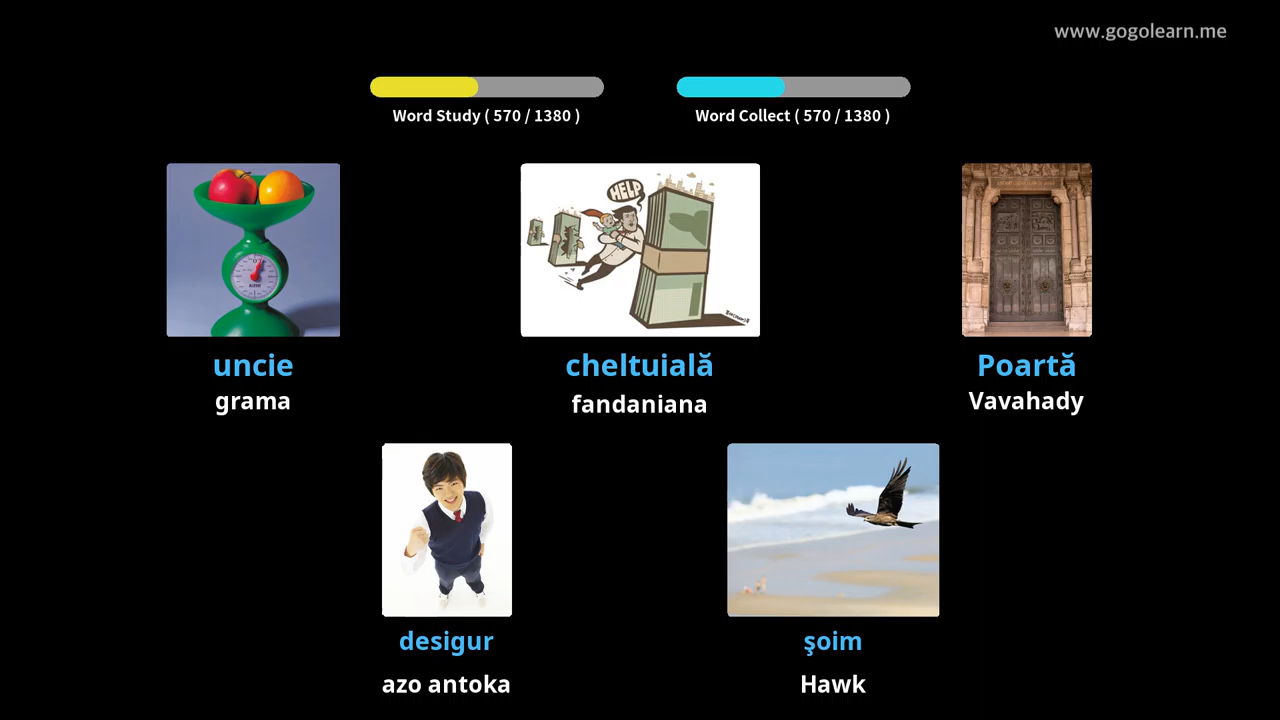 www.gogolearn.me
Word Study ( 570 / 1380 )
Word Collect ( 570 / 1380 )
HELP
uncie
grama
cheltuială
fandaniana
Poartă
Vavahady
desigur
azo antoka
şoim
Hawk